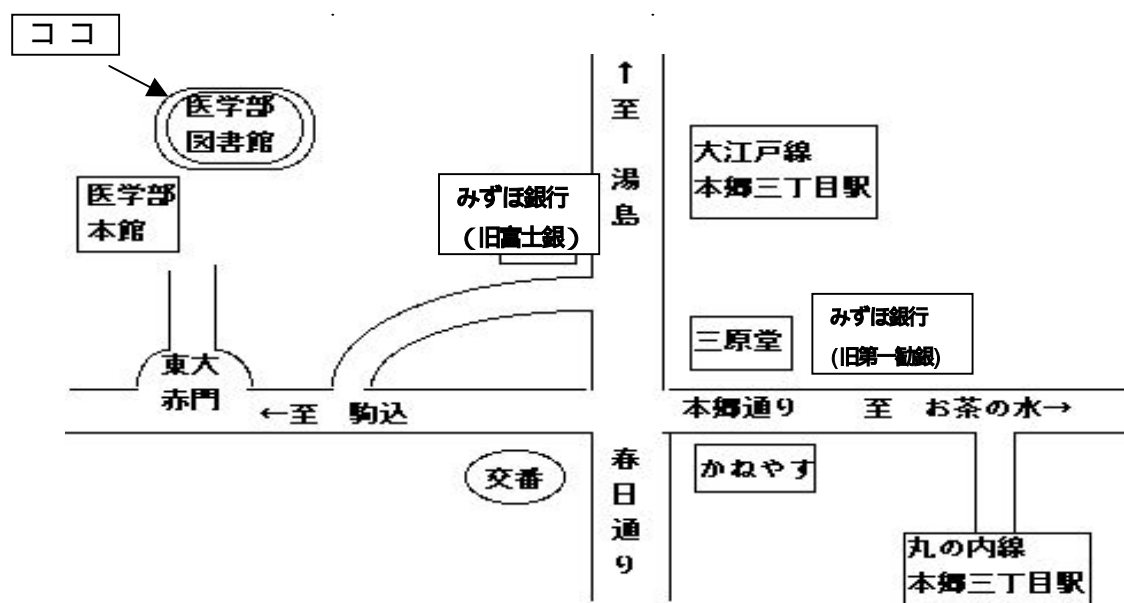 ココ
医学部
図書館
医学部
本館
東大
赤門
←至 駒込
みずほ銀行
(旧富士銀)
↑至 湯島
大江戸線
本郷三丁目駅
三原堂
みずほ銀行
(旧第一勧銀)
本郷通り 至 お茶の水→
交番
春日通り
かねやす
丸の内線
本郷三丁目駅